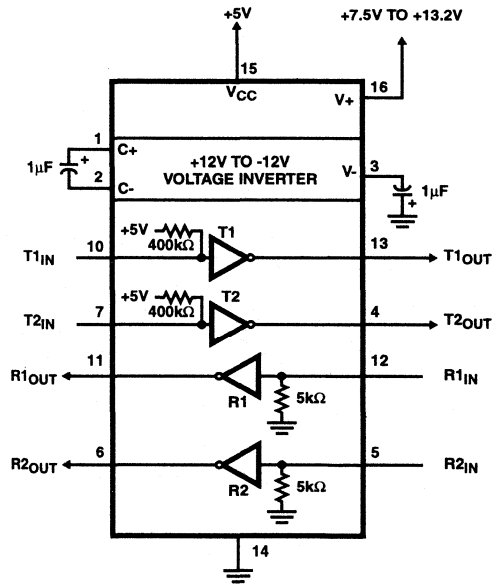 +5V
+7.5V TO +13.2V
15
VCC
16
V+
1
C+
1µF
+
2
C-
+12V TO -12V
VOLTAGE INVERTER
V-
3
1µF
+
+5V
400kΩ
T1
T1IN
10
13
T1OUT
+5V
400kΩ
T2
T2IN
7
4
T2OUT
R1OUT
11
R1
5kΩ
12
R1IN
R2OUT
6
R2
5kΩ
5
R2IN
14